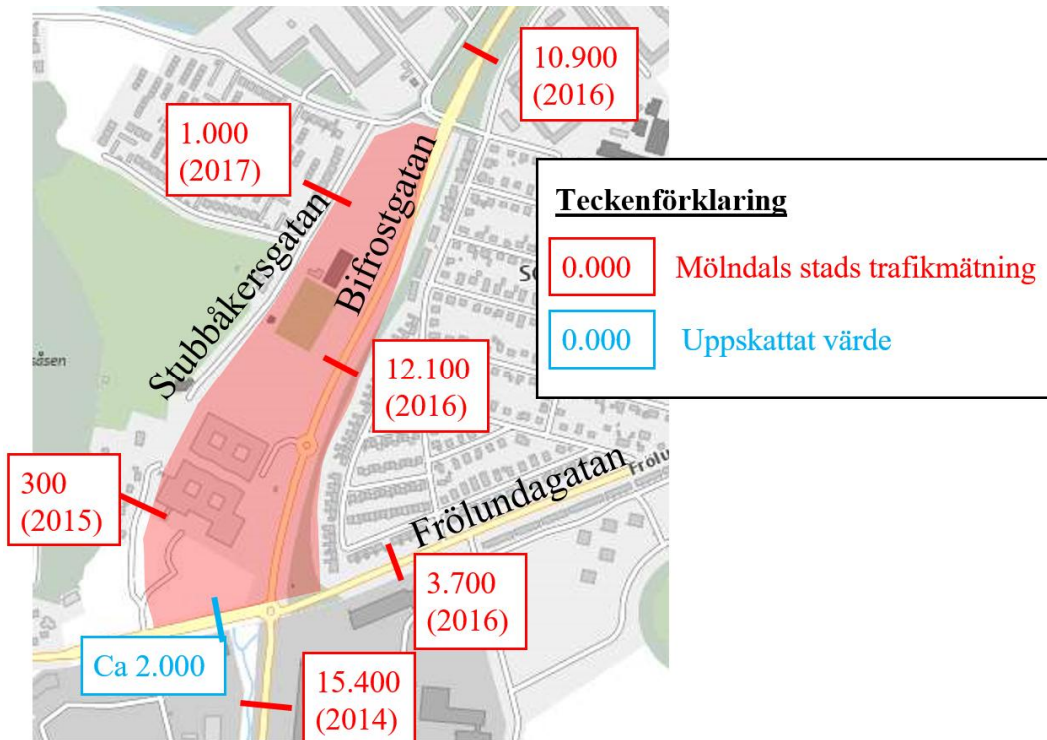 10.900
(2016)
1.000
(2017)
Stubbåkersgatan
Bifrostgatan
Teckenförklaring
0.000 Mölndals stads trafikmätning
0.000 Uppskattat värde
12.100
(2016)
300
(2015)
Frölundagatan
3.700
(2016)
Ca 2.000
15.400
(2014)